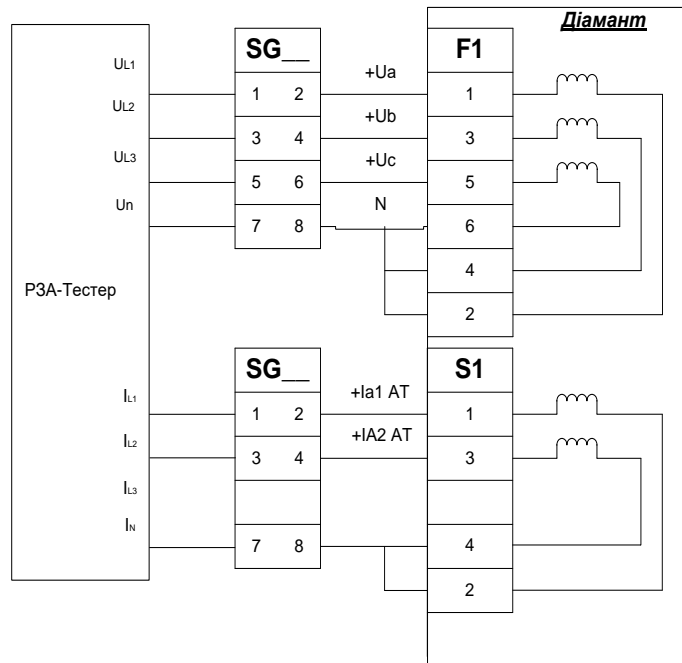 Діамант
SG__
F1
UL1
+Ua
1 2
1
UL2
+Ub
3 4
3
UL3
+Uc
5 6
5
Un
N
7 8
6
4
РЗА-Тестер
2
SG__
S1
IL1
+Ia1 АТ
1 2
1
IL2
+IA2 АТ
3 4
3
IL3
IN
7 8
4
2